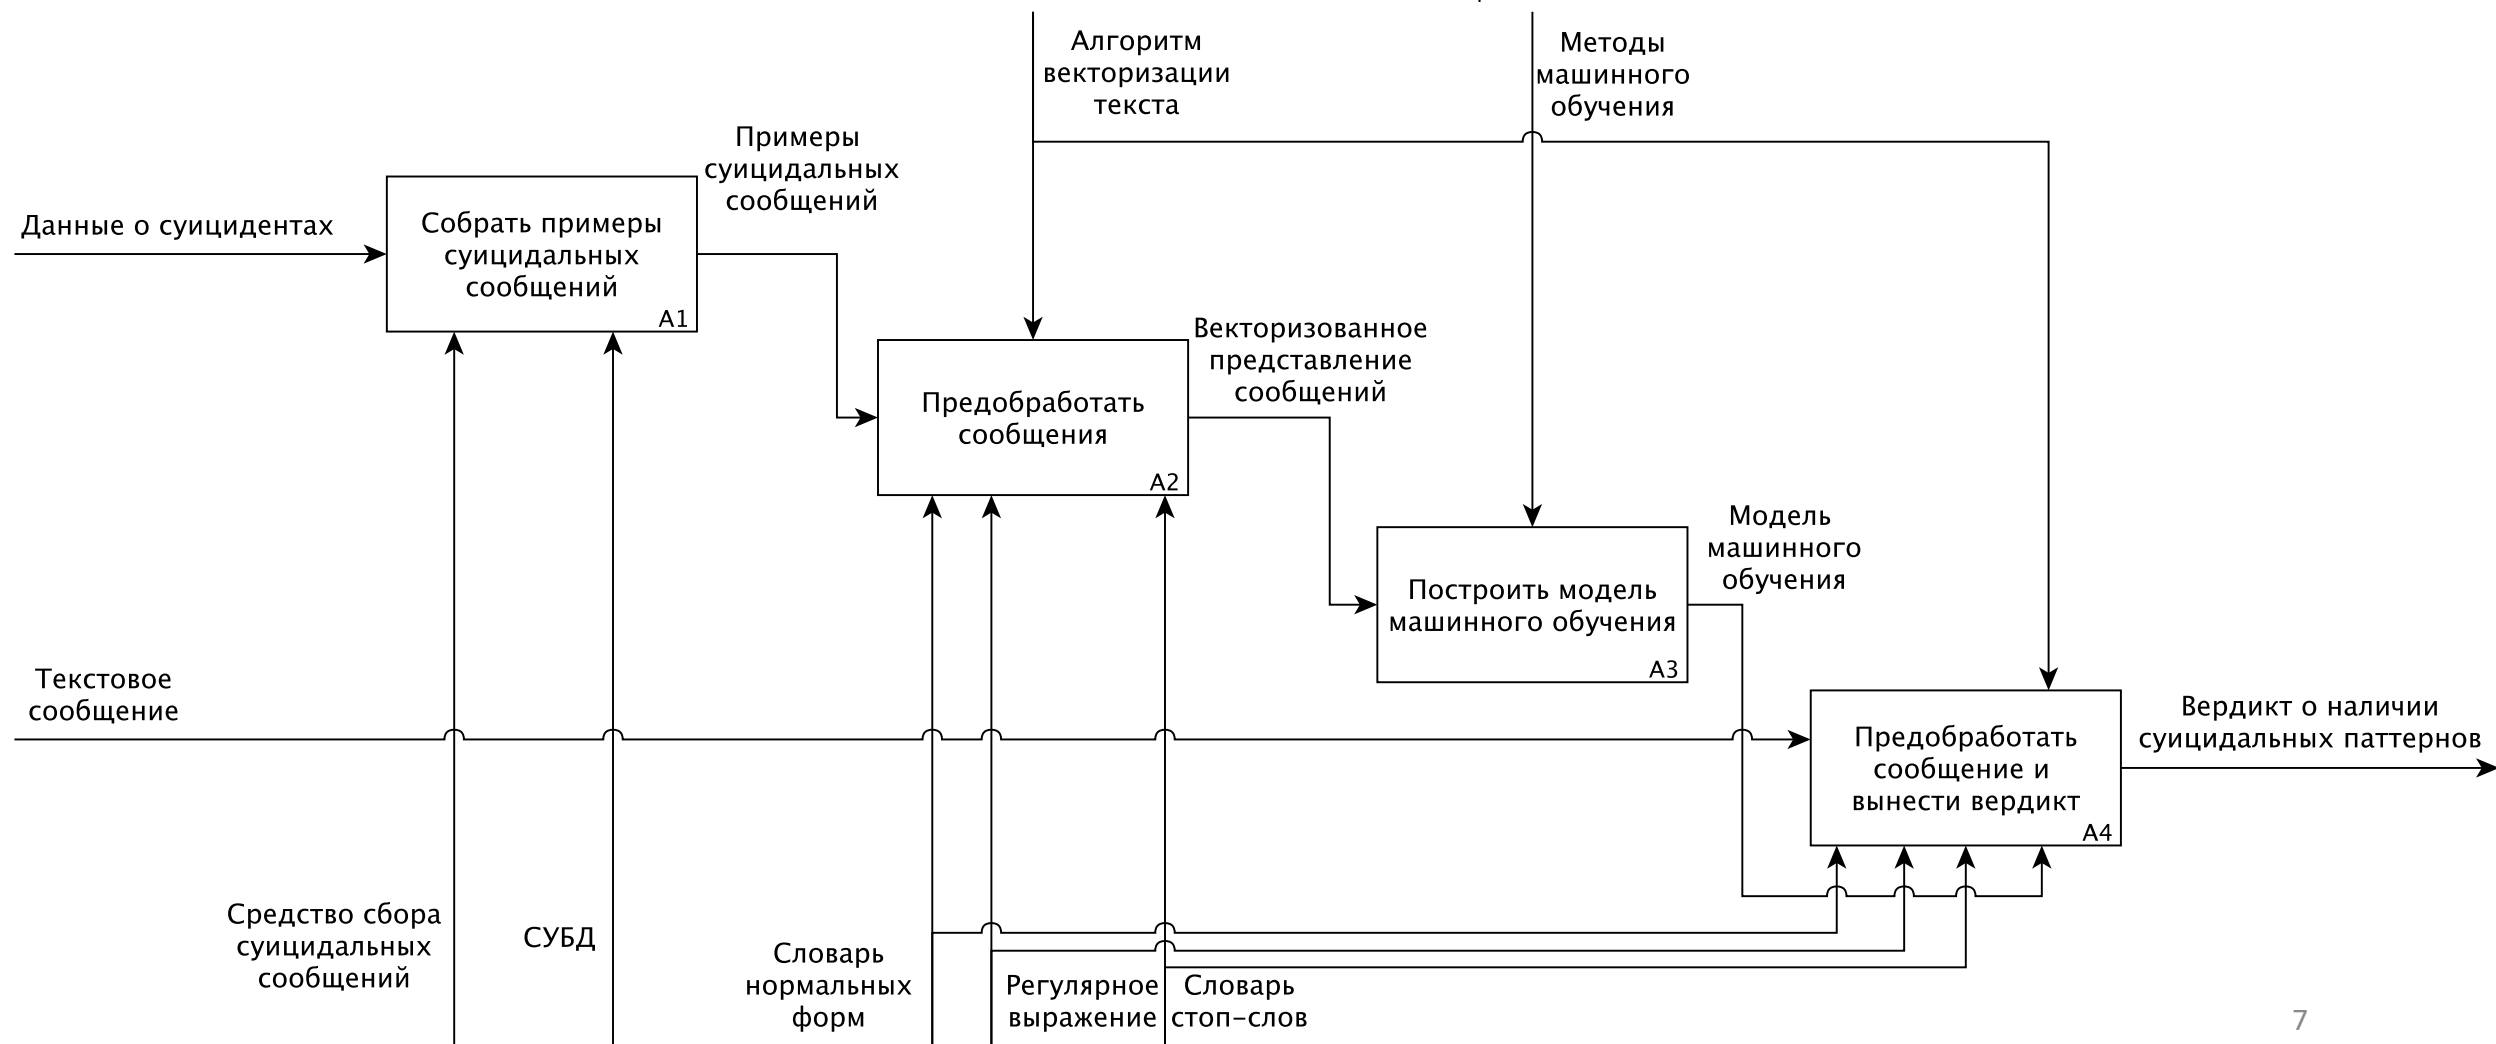 Алгоритм
векторизации
текста
Методы
машинного
обучения
Примеры
суицидальных
сообщений
Данные о суицидентах
Собрать примеры
суицидальных
сообщений
A1
Векторизованное
представление
сообщений
Предобработать
сообщения
A2
Модель
машинного
обучения
Построить модель
машинного обучения
A3
Текстовое
сообщение
Предобработать
сообщение и
вынести вердикт
A4
Вердикт о наличии
суицидальных паттернов
Средство сбора
суицидальных
сообщений
СУБД
Словарь
нормальных
форм
Регулярное
выражение
Словарь
стоп-слов
7